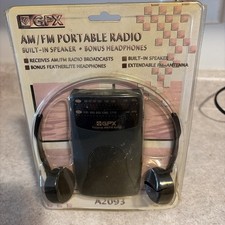 GPX
AM/FM PORTABLE RADIO
BUILT-IN SPEAKER • BONUS HEADPHONES
RECEIVES AM/FM RADIO BROADCASTS
BONUS FEATHERLITE HEADPHONES
BUILT-IN SPEAKER
EXTENDABLE ANTENNA
GPX
A2093